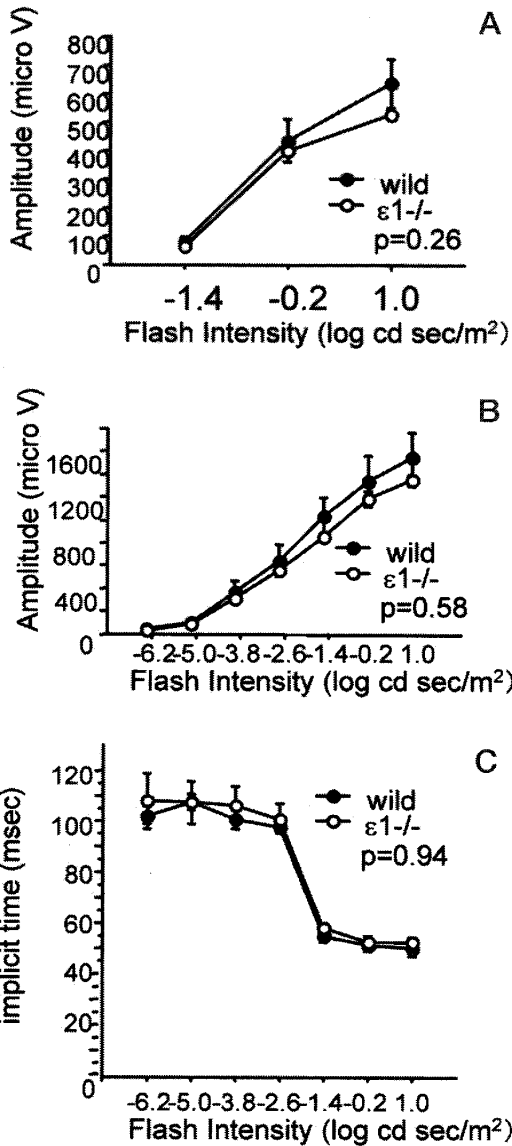 A
Amplitude (micro V)
800
700
600
500
400
300
200
100
0
wild
ε1-/-
p=0.26
-1.4 -0.2 1.0
Flash Intensity (log cd sec/m²)
B
Amplitude (micro V)
1600
1200
800
400
0
wild
ε1-/-
p=0.58
-6.2-5.0-3.8-2.6-1.4-0.2 1.0
Flash Intensity (log cd sec/m²)
C
implicit time (msec)
120
100
80
60
40
20
0
wild
ε1-/-
p=0.94
-6.2-5.0-3.8-2.6-1.4-0.2 1.0
Flash Intensity (log cd sec/m²)